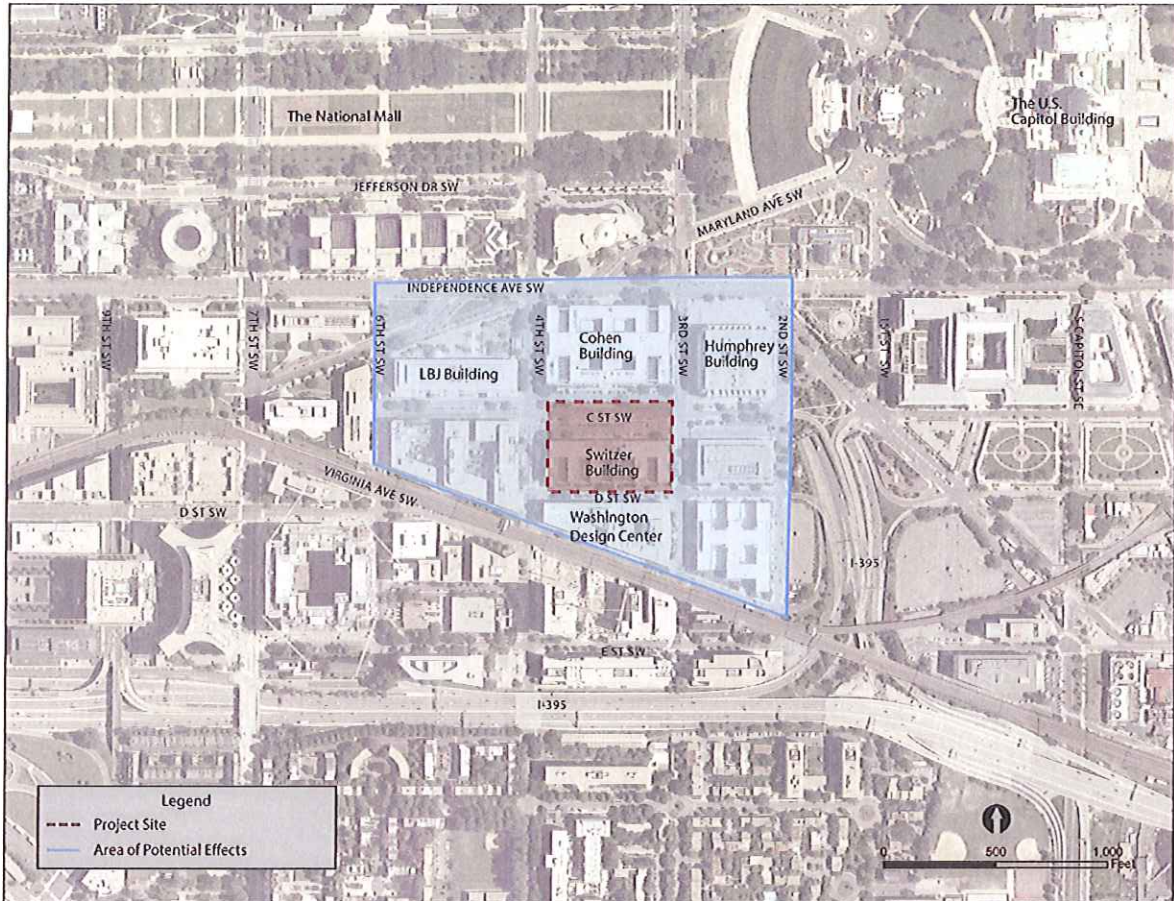 The National Mall
The U.S.
Capitol Building
JEFFERSON DR SW
MARYLAND AVE SW
INDEPENDENCE AVE SW
9TH ST SW
7TH ST SW
6TH ST SW
4TH ST SW
3RD ST SW
2ND ST SW
1ST ST SW
S CAPITOL ST SE
Cohen
Building
Humphrey
Building
LBJ Building
C ST SW
Switzer
Building
VIRGINIA AVE SW
D ST SW
D ST SW
Washington
Design Center
I-395
E ST SW
I-395
Legend
Project Site
Area of Potential Effects
0 500 1,000
Feet